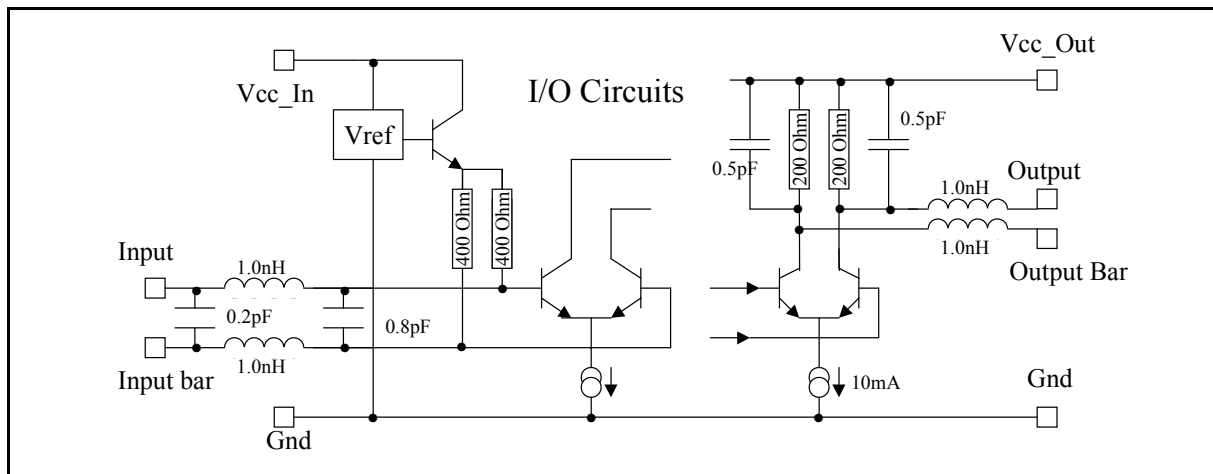 Vcc_Out
Vcc_In
I/O Circuits
Vref
0.5pF
0.5pF
200 Ohm
200 Ohm
400 Ohm
400 Ohm
Output
1.0nH
1.0nH
Output Bar
Input
1.0nH
0.2pF
0.8pF
1.0nH
Input bar
10mA
Gnd
Gnd